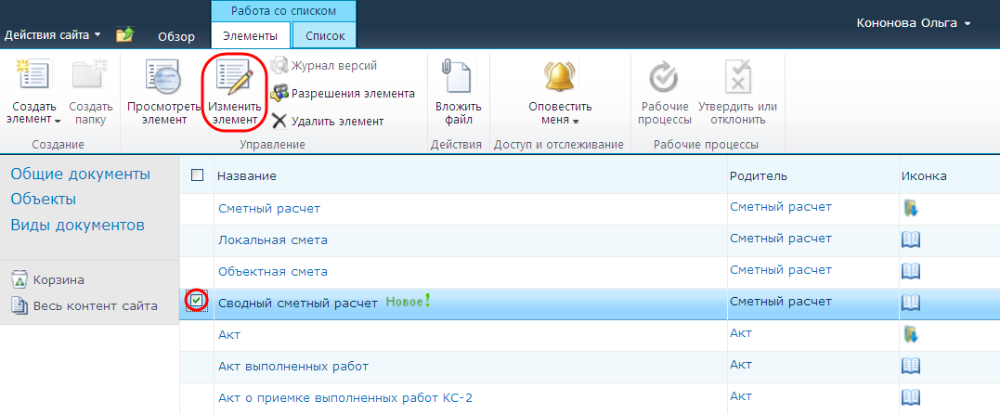 Работа со списком
Действия сайта
Обзор
Элементы
Список
Кононова Ольга
Создать элемент
Создать папку
Создание
Просмотреть элемент
Изменить элемент
Журнал версий
Разрешения элемента
Удалить элемент
Управление
Вложить файл
Действия
Оповестить меня
Доступ и отслеживание
Рабочие процессы
Утвердить или отклонить
Рабочие процессы
Общие документы
Объекты
Виды документов
Корзина
Весь контент сайта
Название Родитель Иконка
Сметный расчет Сметный расчет
Локальная смета Сметный расчет
Объектная смета Сметный расчет
Сводный сметный расчет Новое! Сметный расчет
Акт Акт
Акт выполненных работ Акт
Акт о приемке выполненных работ КС-2 Акт